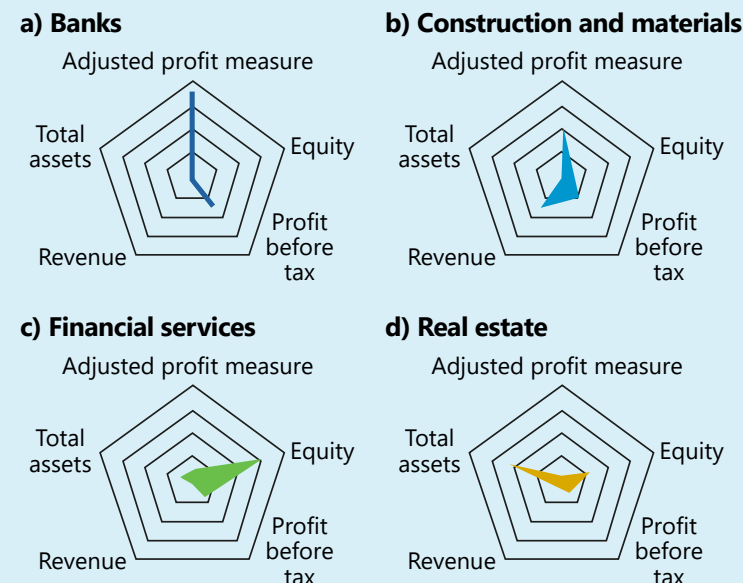 a) Banks
Adjusted profit measure
Total
assets
Equity
Revenue
Profit
before
tax
b) Construction and materials
Adjusted profit measure
Total
assets
Equity
Revenue
Profit
before
tax
c) Financial services
Adjusted profit measure
Total
assets
Equity
Revenue
Profit
before
tax
d) Real estate
Adjusted profit measure
Total
assets
Equity
Revenue
Profit
before
tax